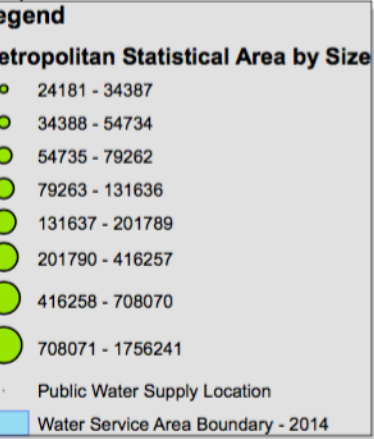 egend
etropolitan Statistical Area by Size
24181 - 34387
34388 - 54734
54735 - 79262
79263 - 131636
131637 - 201789
201790 - 416257
416258 - 708070
708071 - 1756241
Public Water Supply Location
Water Service Area Boundary - 2014